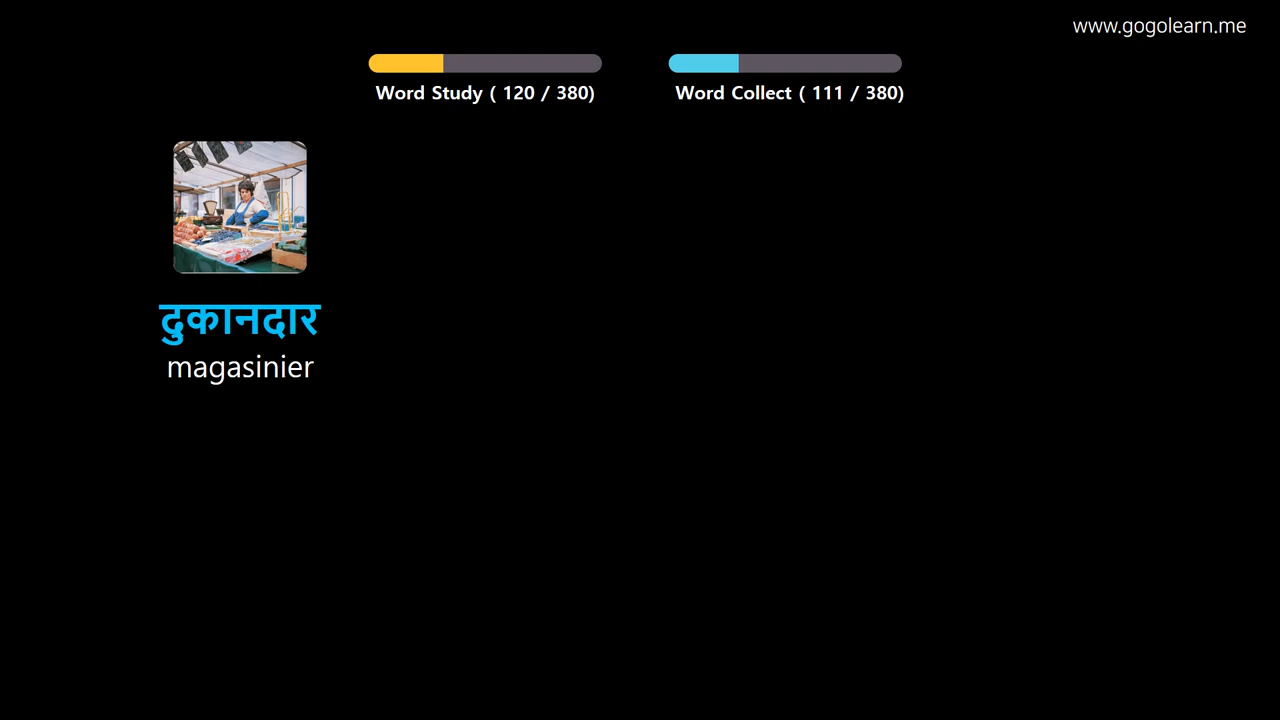 www.gogolearn.me
Word Study ( 120 / 380)
Word Collect ( 111 / 380)
दुकानदार
magasinier